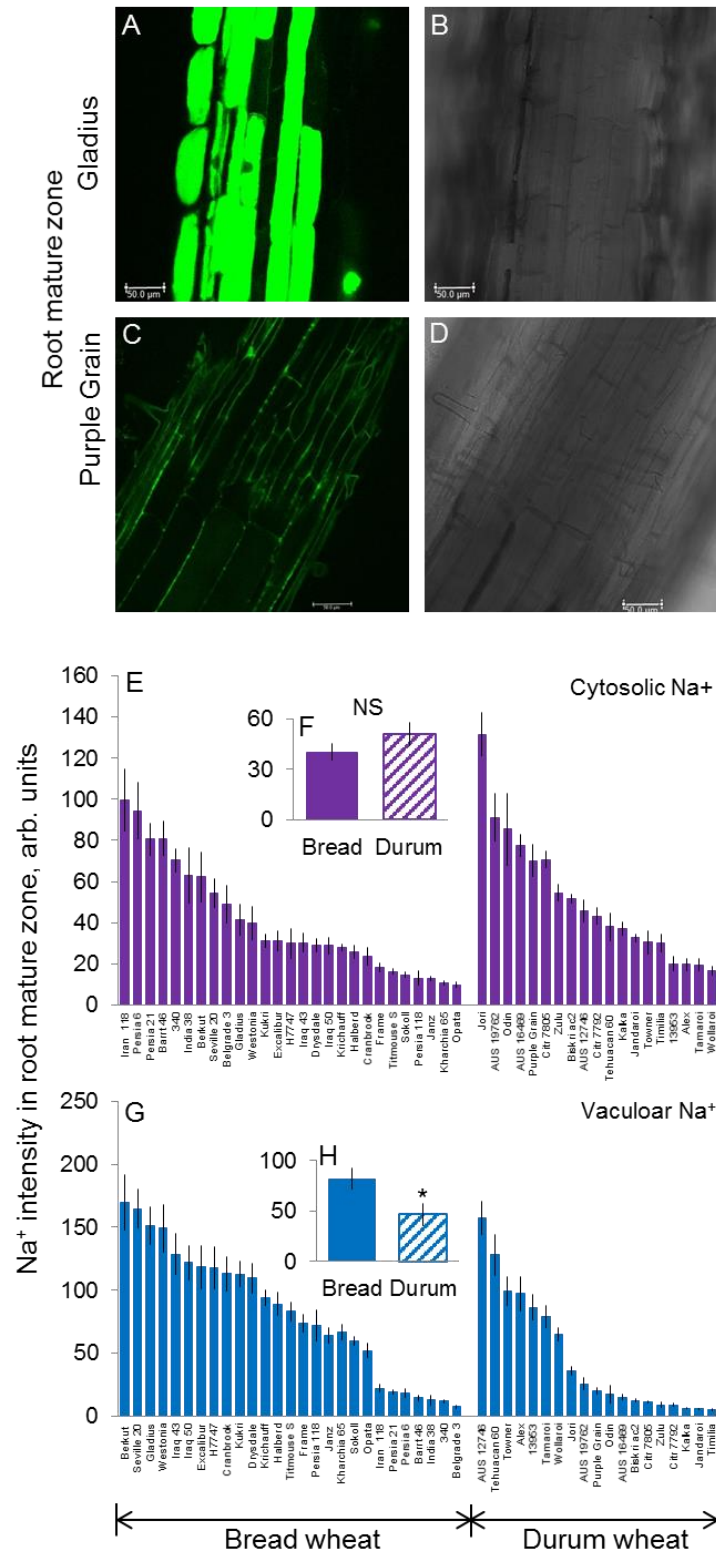 A
B
Gladius
50.0 µm
50.0 µm
Root mature zone
C
D
Purple Grain
50.0 µm
E
Cytosolic Na+
160
140
120
100
80
60
40
20
0
F
NS
60
30
0
Bread Durum
Iran 118
Persia 6
Persia 21
Barrt 46
340
India 38
Berkut
Seville 20
Belgrade 3
Gladius
Westonia
Kukri
Excalibur
H7747
Iraq 43
Drysdale
Iraq 50
Krichauff
Halberd
Cranbrook
Frame
Titmouse S
Sokoll
Persia 118
Janz
Kharchia 65
Opata
Jori
AUS 19762
Odin
AUS 16469
Purple Grain
Citr 7805
Zulu
Biskri ac2
AUS 12746
Citr 7792
Tehuacan 60
Kalka
Jandaroi
Towner
Timilia
13953
Alex
Tamaroi
Wollaroi
Na⁺ intensity in root mature zone, arb. units
G
Vaculoar Na⁺
250
200
150
100
50
0
H
100
50
0
*
Bread Durum
Berkut
Seville 20
Gladius
Westonia
Iraq 43
Iraq 50
Excalibur
H7747
Cranbrook
Kukri
Drysdale
Krichauff
Halberd
Titmouse S
Frame
Persia 118
Janz
Kharchia 65
Sokoll
Opata
Iran 118
Persia 21
Persia 6
Barrt 46
India 38
340
Belgrade 3
AUS 12746
Tehuacan 60
Towner
Alex
13953
Tamaroi
Wollaroi
Jori
AUS 19762
Purple Grain
Odin
AUS 16469
Biskri ac2
Citr 7805
Zulu
Citr 7792
Kalka
Jandaroi
Timilia
Bread wheat
Durum wheat